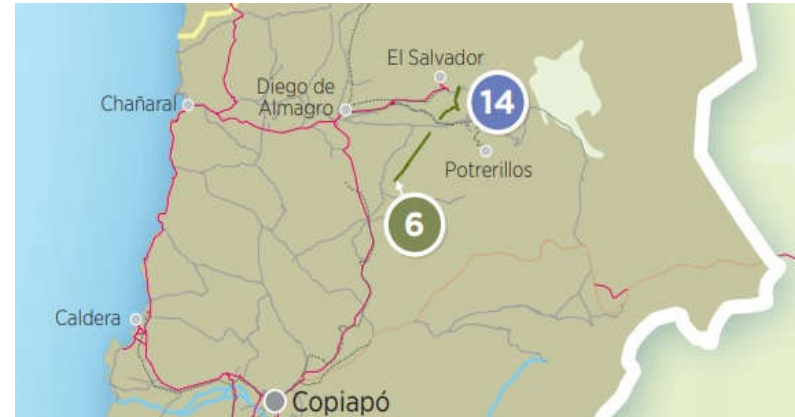 El Salvador
Diego de
Almagro
14
Chañaral
Potrerillos
6
Caldera
Copiapó